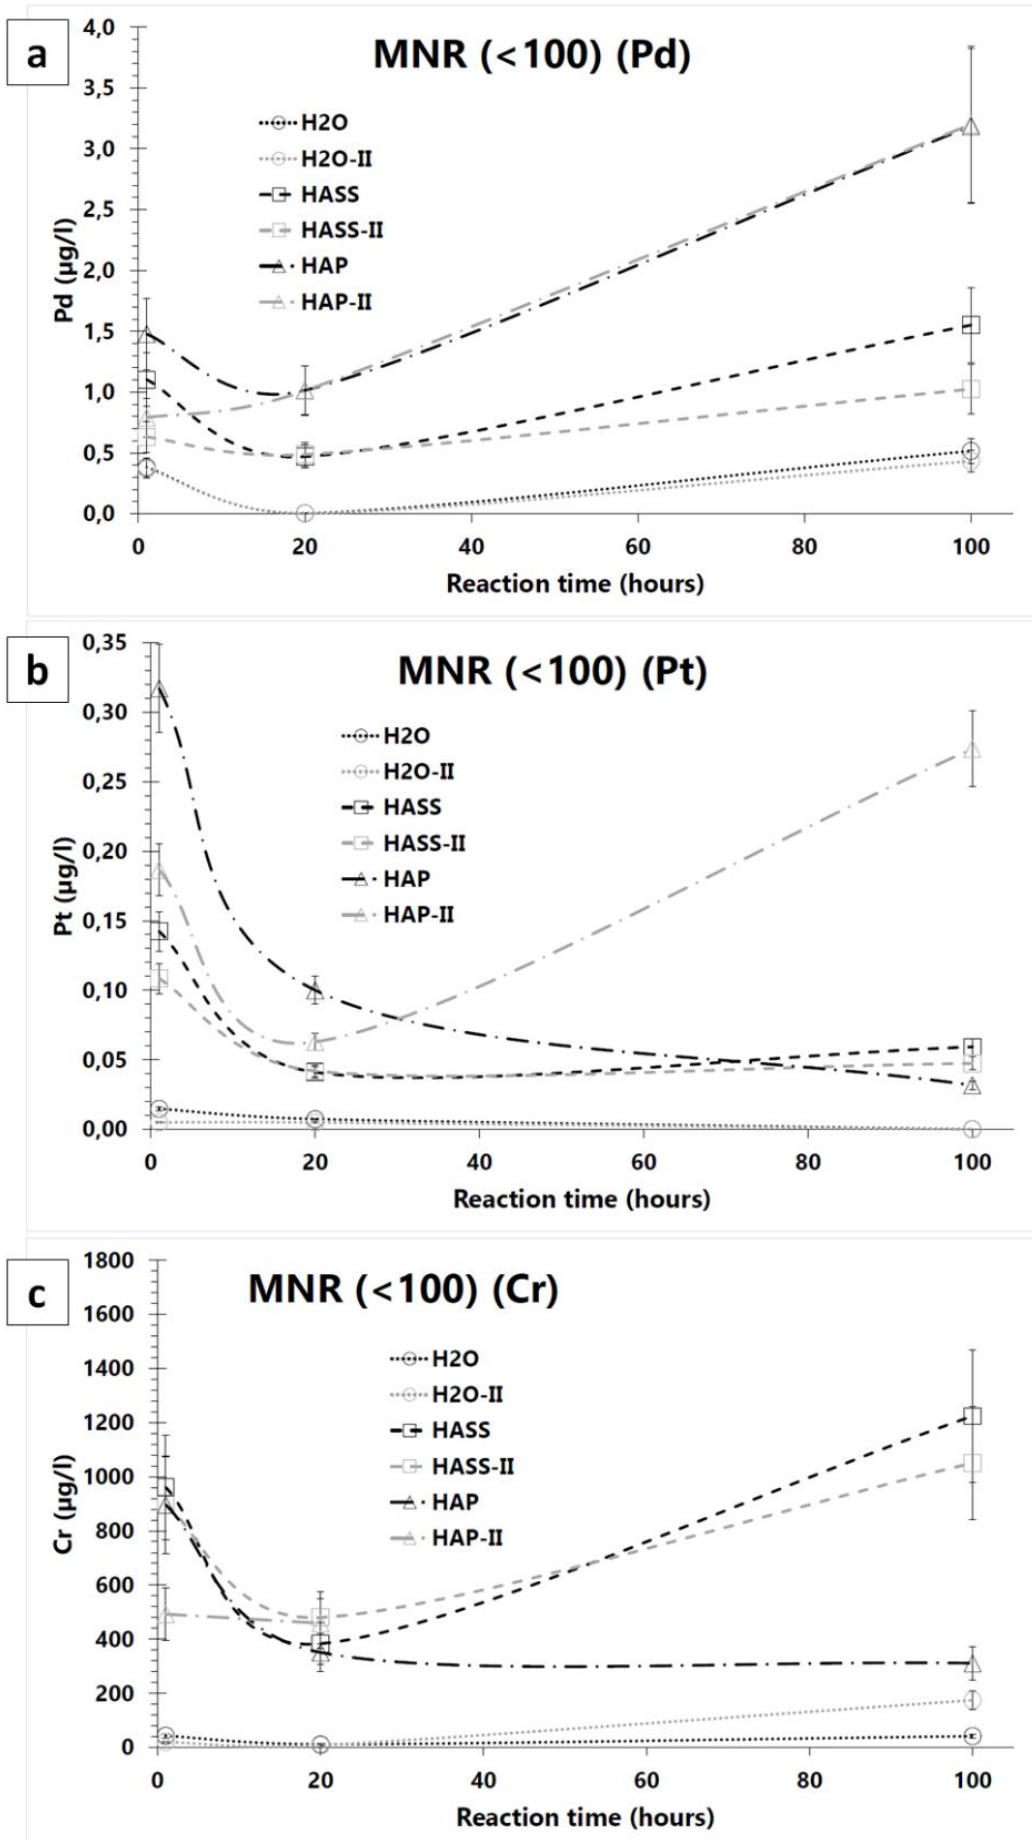 a
MNR (<100) (Pd)
4,0
3,5
3,0
2,5
2,0
1,5
1,0
0,5
0,0
Pd (µg/l)
H2O
H2O-II
HASS
HASS-II
HAP
HAP-II
0 20 40 60 80 100
Reaction time (hours)
b
MNR (<100) (Pt)
0,35
0,30
0,25
0,20
0,15
0,10
0,05
0,00
Pt (µg/l)
H2O
H2O-II
HASS
HASS-II
HAP
HAP-II
0 20 40 60 80 100
Reaction time (hours)
c
MNR (<100) (Cr)
1800
1600
1400
1200
1000
800
600
400
200
0
Cr (µg/l)
H2O
H2O-II
HASS
HASS-II
HAP
HAP-II
0 20 40 60 80 100
Reaction time (hours)